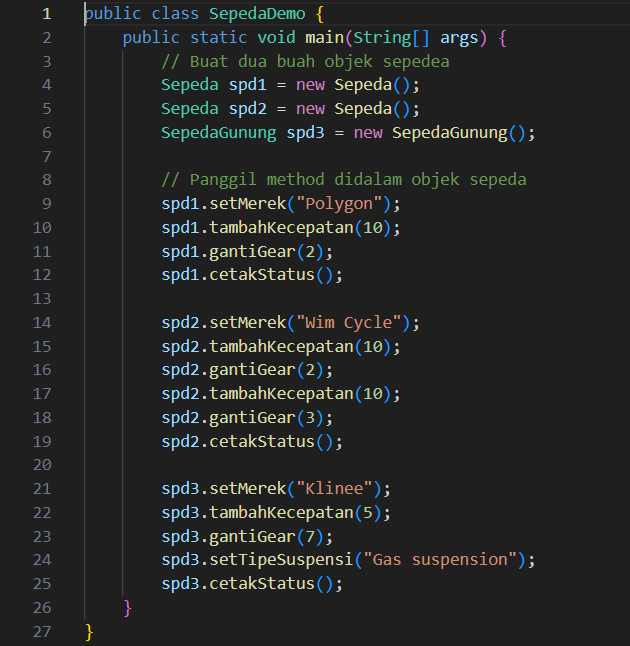 1 public class SepedaDemo {
2 public static void main(String[] args) {
3 // Buat dua buah objek sepedea
4 Sepeda spd1 = new Sepeda();
5 Sepeda spd2 = new Sepeda();
6 SepedaGunung spd3 = new SepedaGunung();
7
8 // Panggil method didalam objek sepeda
9 spd1.setMerek("Polygon");
10 spd1.tambahKecepatan(10);
11 spd1.gantiGear(2);
12 spd1.cetakStatus();
13
14 spd2.setMerek("Wim Cycle");
15 spd2.tambahKecepatan(10);
16 spd2.gantiGear(2);
17 spd2.tambahKecepatan(10);
18 spd2.gantiGear(3);
19 spd2.cetakStatus();
20
21 spd3.setMerek("Klinee");
22 spd3.tambahKecepatan(5);
23 spd3.gantiGear(7);
24 spd3.setTipeSuspensi("Gas suspension");
25 spd3.cetakStatus();
26 }
27 }